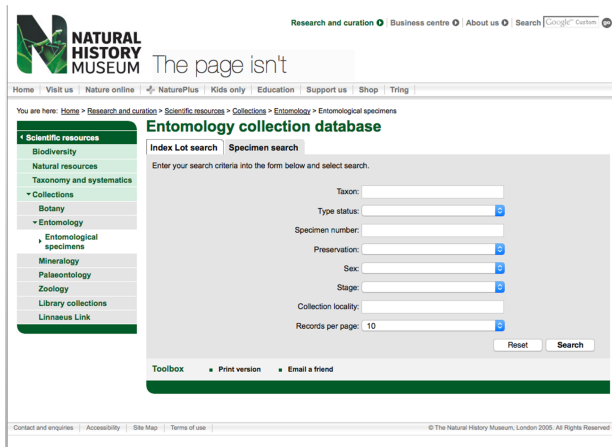 Research and curation | Business centre | About us | Search Google™ Custom go
NATURAL
HISTORY
MUSEUM
The page isn't
Home | Visit us | Nature online | NaturePlus | Kids only | Education | Support us | Shop | Tring
You are here: Home > Research and curation > Scientific resources > Collections > Entomology > Entomological specimens
Entomology collection database
Scientific resources
Biodiversity
Natural resources
Taxonomy and systematics
Collections
Botany
Entomology
Entomological
specimens
Mineralogy
Palaeontology
Zoology
Library collections
Linnaeus Link
Index Lot search | Specimen search
Enter your search criteria into the form below and select search.
Taxon:
Type status:
Specimen number:
Preservation:
Sex:
Stage:
Collection locality:
Records per page: 10
Reset Search
Toolbox Print version Email a friend
Contact and enquiries | Accessibility | Site Map | Terms of use
© The Natural History Museum, London 2005. All Rights Reserved